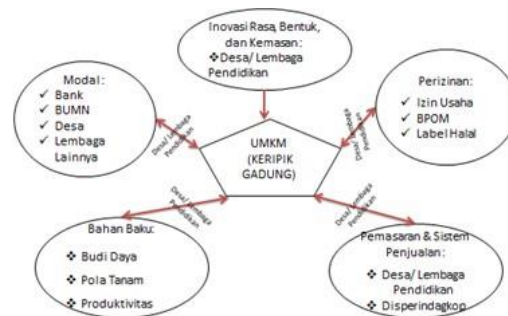 Inovasi Rasa, Bentuk,
dan Kemasan:
❖Desa/ Lembaga
Pendidikan
Modal:
✓ Bank
✓ BUMN
✓ Desa
✓ Lembaga
Lainnya
Perizinan:
✓ Izin Usaha
✓ BPOM
✓ Label Halal
Desa/ Lembaga
Pendidikan
Desa/ Lembaga
Pendidikan
UMKM
(KERIPIK
GADUNG)
Desa/ Lembaga
Pendidikan
Desa/ Lembaga
Pendidikan
Bahan Baku:
❖ Budi Daya
❖ Pola Tanam
❖ Produktivitas
Pemasaran & Sistem
Penjualan:
❖ Desa/ Lembaga
Pendidikan
❖ Disperindagkop